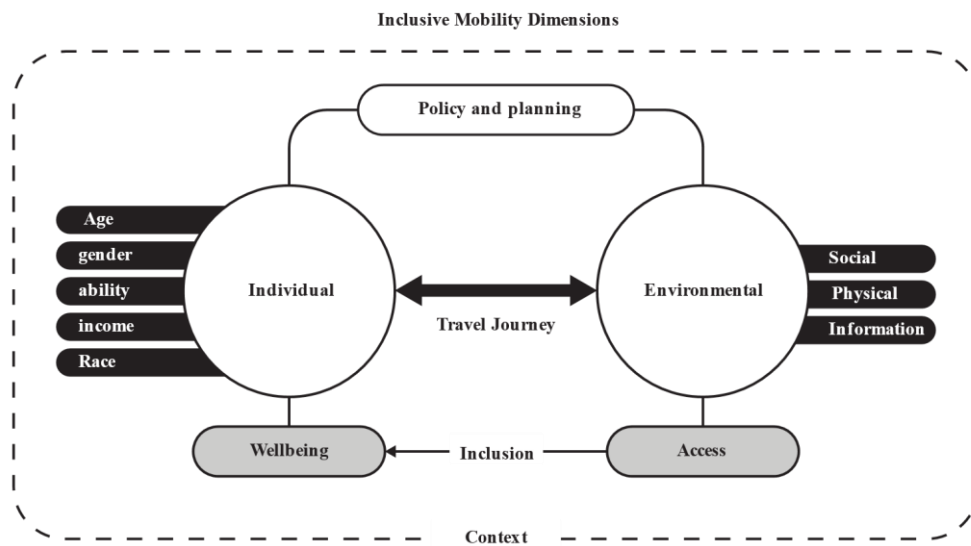 Inclusive Mobility Dimensions
Policy and planning
Age
gender
ability
income
Race
Individual
Travel Journey
Environmental
Social
Physical
Information
Wellbeing
Inclusion
Access
Context